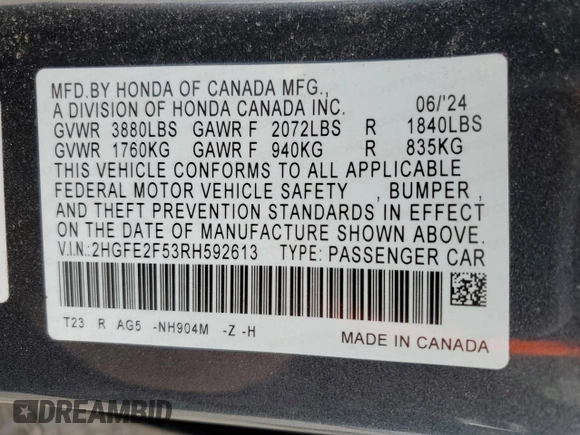 MFD.BY HONDA OF CANADA MFG.,
A DIVISION OF HONDA CANADA INC. 06/'24
GVWR 3880LBS GAWR F 2072LBS R 1840LBS
GVWR 1760KG GAWR F 940KG R 835KG
THIS VEHICLE CONFORMS TO ALL APPLICABLE
FEDERAL MOTOR VEHICLE SAFETY , BUMPER ,
AND THEFT PREVENTION STANDARDS IN EFFECT
ON THE DATE OF MANUFACTURE SHOWN ABOVE.
V.I.N.:2HGFE2F53RH592613 TYPE: PASSENGER CAR
T23 R AG5 -NH904M -Z -H
MADE IN CANADA
DREAMBID